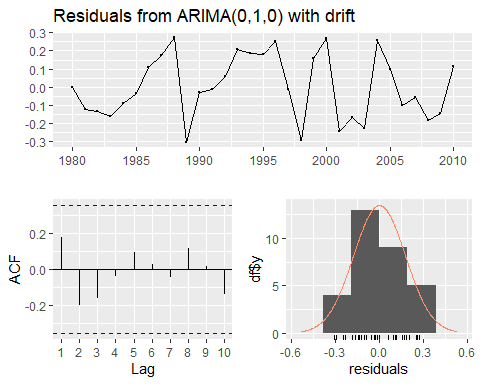 Residuals from ARIMA(0,1,0) with drift
0.3
0.2
0.1
0.0
-0.1
-0.2
-0.3
1980 1985 1990 1995 2000 2005 2010
ACF
0.2
0.0
-0.2
1 2 3 4 5 6 7 8 9 10
Lag
df$y
10
5
0
-0.6 -0.3 0.0 0.3 0.6
residuals